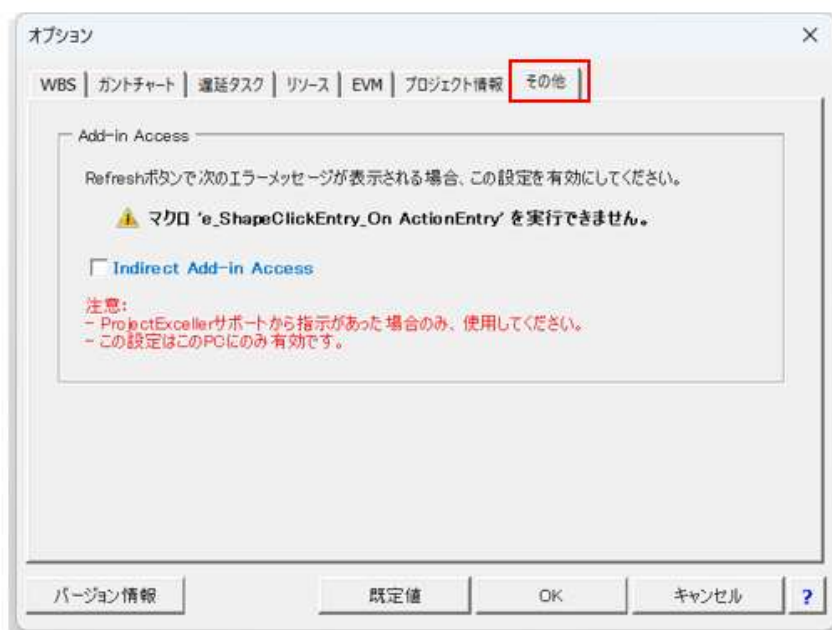 オプション
WBS ガントチャート 遅延タスク リソース EVM プロジェクト情報 その他
Add-in Access
Refreshボタンで次のエラーメッセージが表示される場合、この設定を有効にしてください。
マクロ 'e_ShapeClickEntry_On ActionEntry' を実行できません。
Indirect Add-in Access
注意:
- ProjectExcellerサポートから指示があった場合のみ、使用してください。
- この設定はこのPCにのみ有効です。
バージョン情報 既定値 OK キャンセル ?